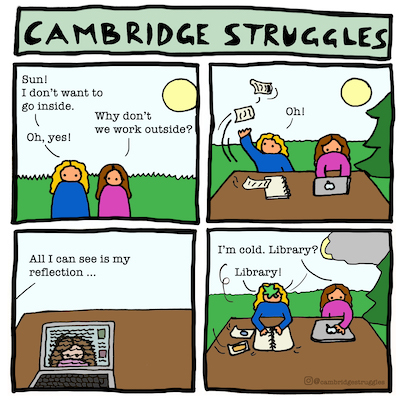 CAMBRIDGE STRUGGLES
Sun!
I don't want to
go inside.
Why don't
we work outside?
Oh, yes!
Oh!
All I can see is my
reflection ...
I'm cold. Library?
Library!
@cambridgestruggles